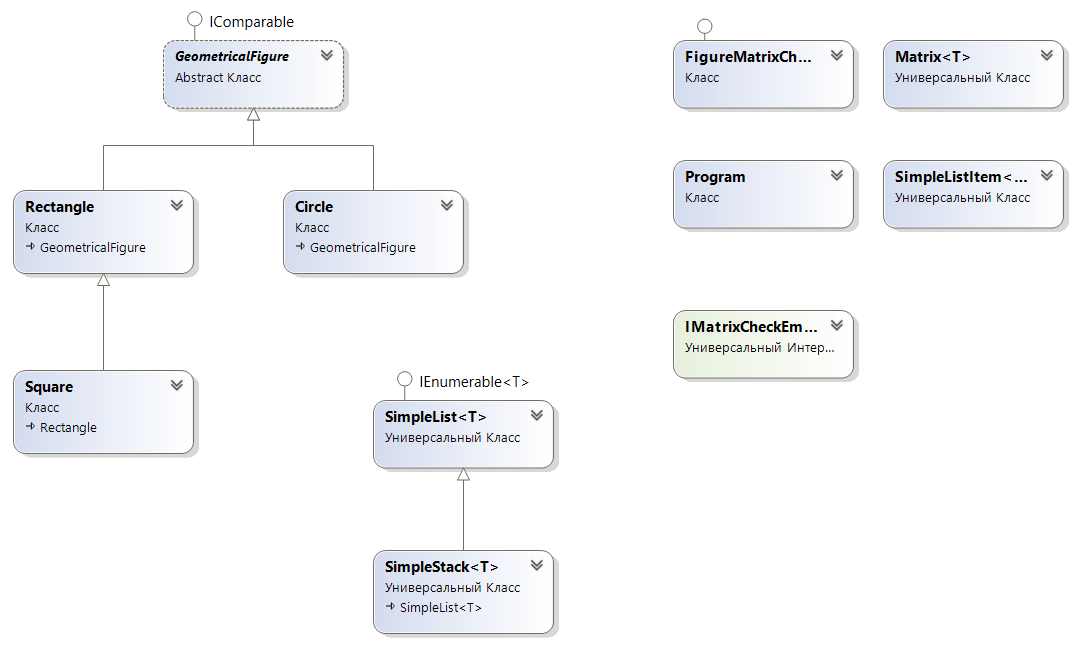 IComparable
GeometricalFigure
Abstract Класс
Rectangle
Класс
GeometricalFigure
Circle
Класс
GeometricalFigure
Square
Класс
Rectangle
IEnumerable<T>
SimpleList<T>
Универсальный Класс
SimpleStack<T>
Универсальный Класс
SimpleList<T>
FigureMatrixCh...
Класс
Matrix<T>
Универсальный Класс
Program
Класс
SimpleListItem<...
Универсальный Класс
IMatrixCheckEm...
Универсальный Интер...